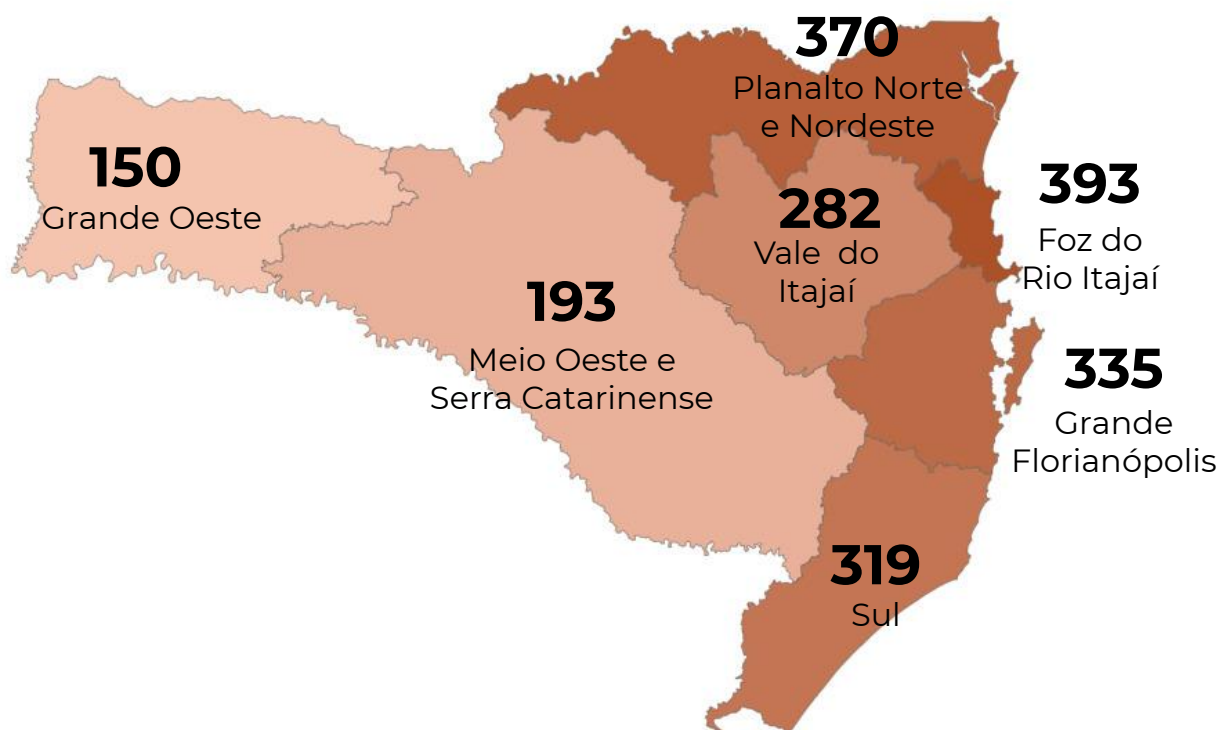 370
Planalto Norte
e Nordeste
150
Grande Oeste
282
Vale do
Itajaí
393
Foz do
Rio Itajaí
193
Meio Oeste e
Serra Catarinense
335
Grande
Florianópolis
319
Sul